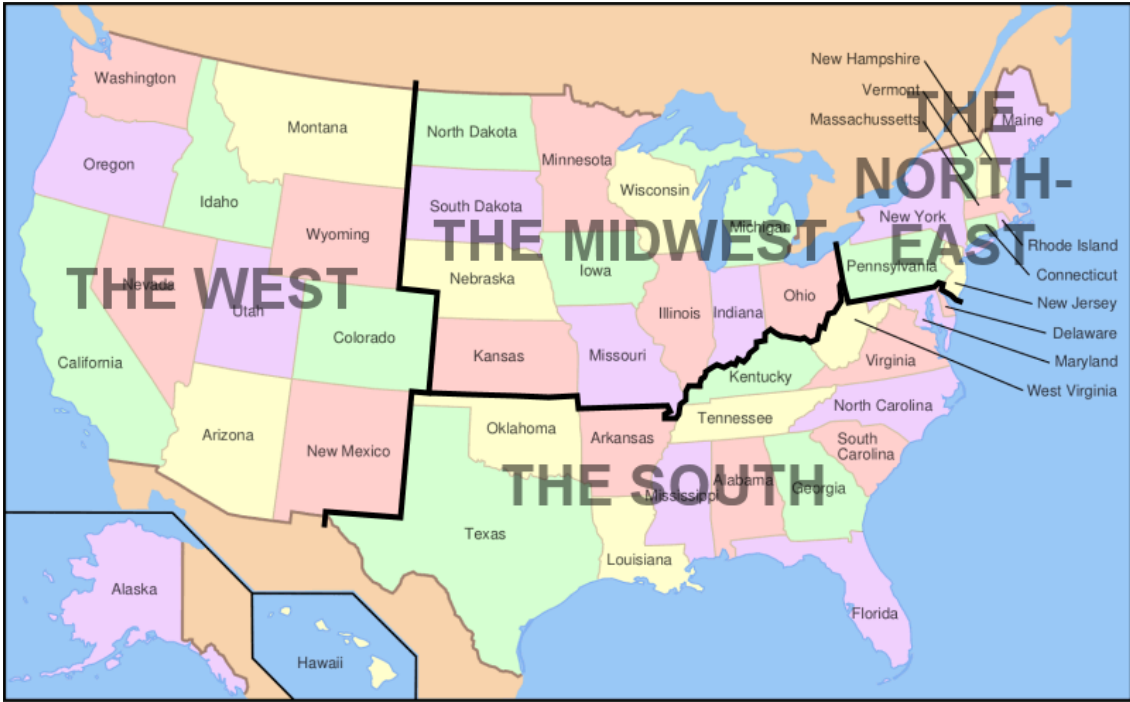 New Hampshire
Washington
Vermont
THE
Massachussetts
Maine
Montana
North Dakota
Oregon
Minnesota
NORTH-
Wisconsin
Idaho
South Dakota
New York
Michigan
Wyoming
THE MIDWEST
EAST
Rhode Island
Pennsylvania
Iowa
Connecticut
Nebraska
THE WEST
Nevada
Ohio
New Jersey
Utah
Illinois
Indiana
Delaware
Colorado
Kansas
Missouri
Virginia
Maryland
California
Kentucky
West Virginia
North Carolina
Tennessee
Oklahoma
Arizona
Arkansas
South
Carolina
New Mexico
THE SOUTH
Alabama
Georgia
Mississippi
Texas
Louisiana
Alaska
Florida
Hawaii